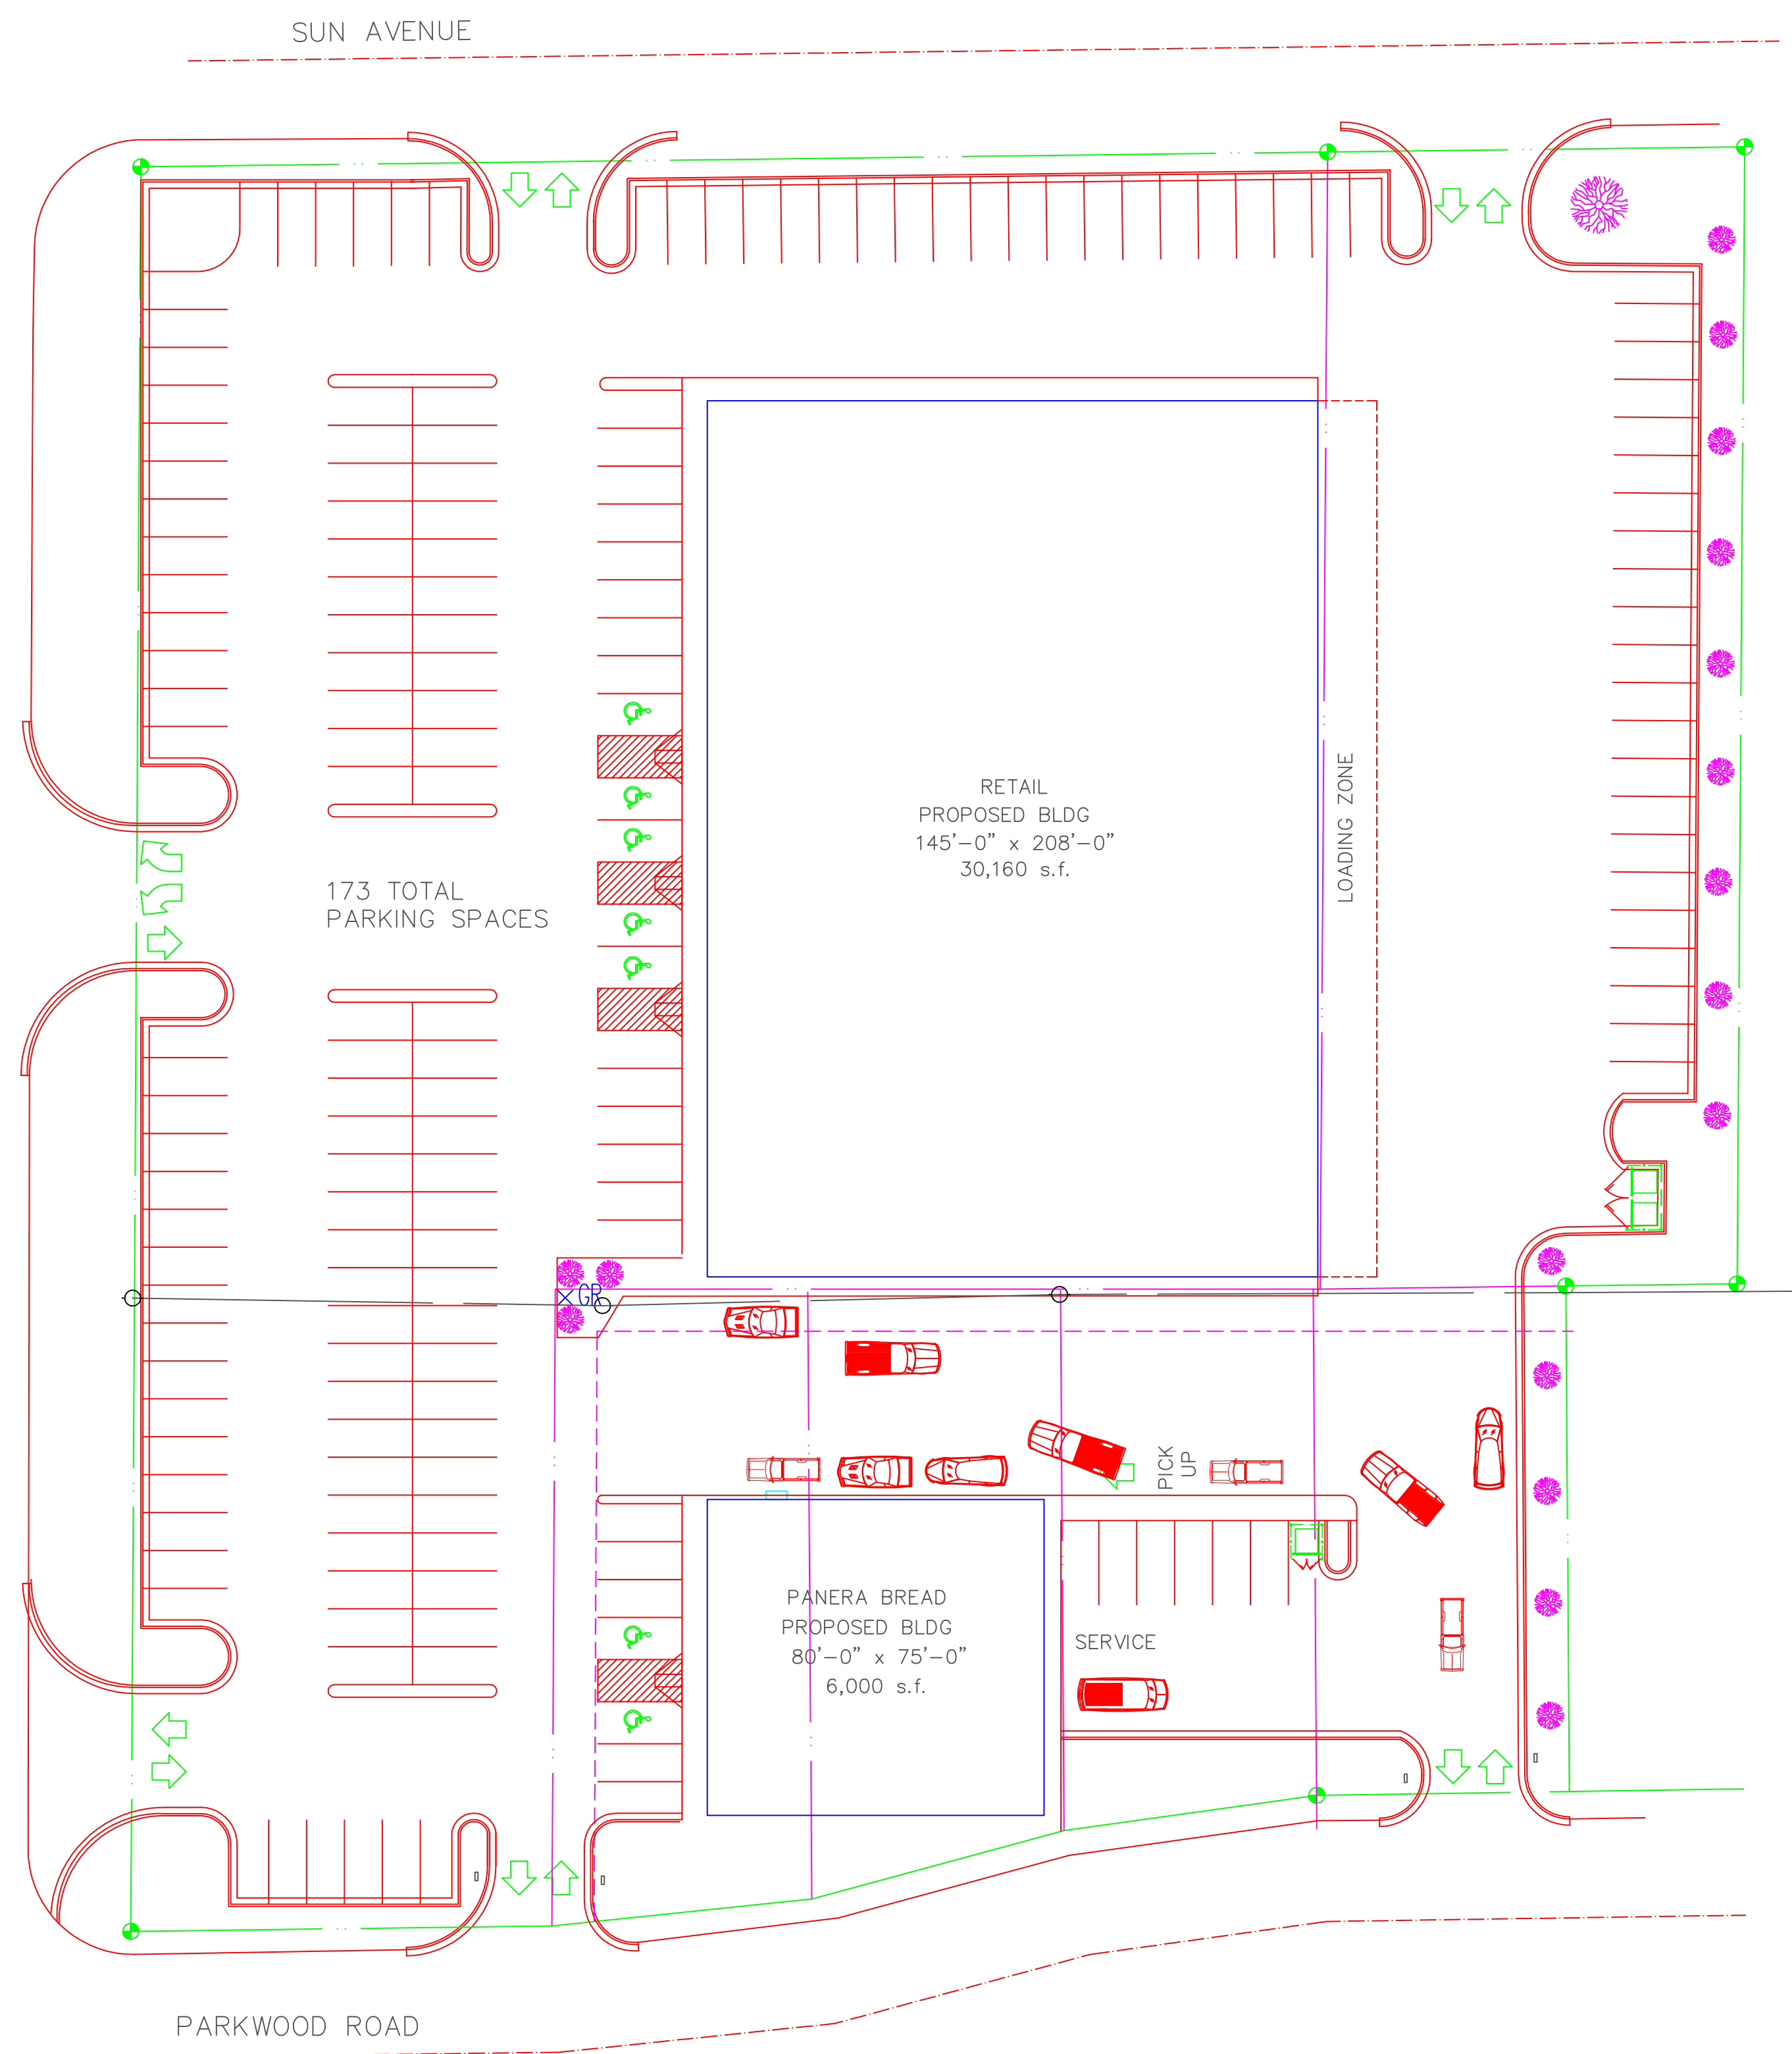 SUN AVENUE
RETAIL
PROPOSED BLDG
145'-0" x 208'-0"
30,160 s.f.
LOADING ZONE
173 TOTAL
PARKING SPACES
GR
PICK
UP
PANERA BREAD
PROPOSED BLDG
80'-0" x 75'-0"
6,000 s.f.
SERVICE
PARKWOOD ROAD